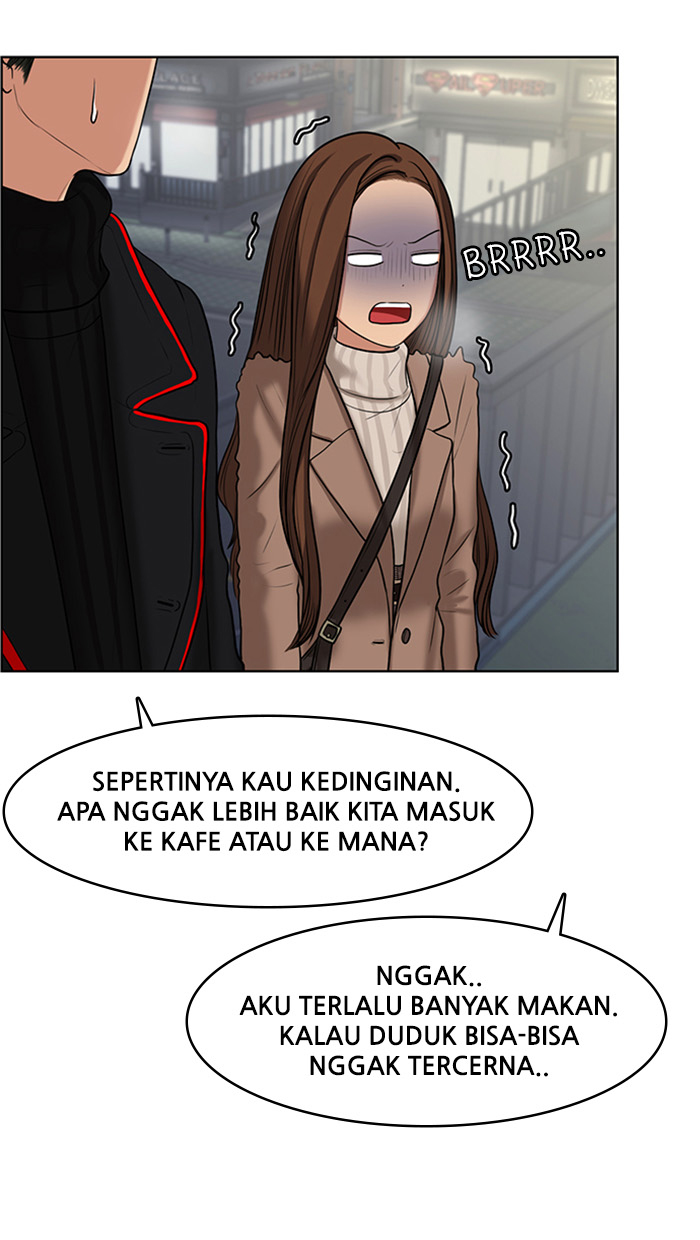 BRRRR..
SEPERTINYA KAU KEDINGINAN.
APA NGGAK LEBIH BAIK KITA MASUK
KE KAFE ATAU KE MANA?
NGGAK..
AKU TERLALU BANYAK MAKAN.
KALAU DUDUK BISA-BISA
NGGAK TERCERNA..